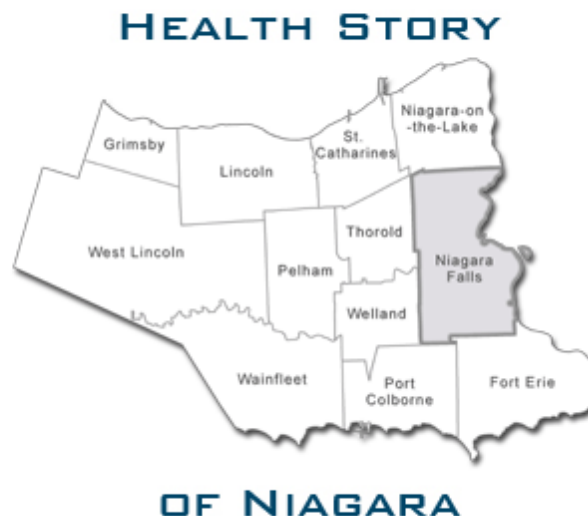 Health Story
Niagara-on
-the-Lake
St.
Catharines
Grimsby
Lincoln
Thorold
West Lincoln
Pelham
Niagara
Falls
Welland
Wainfleet
Port
Colborne
Fort Erie
of Niagara